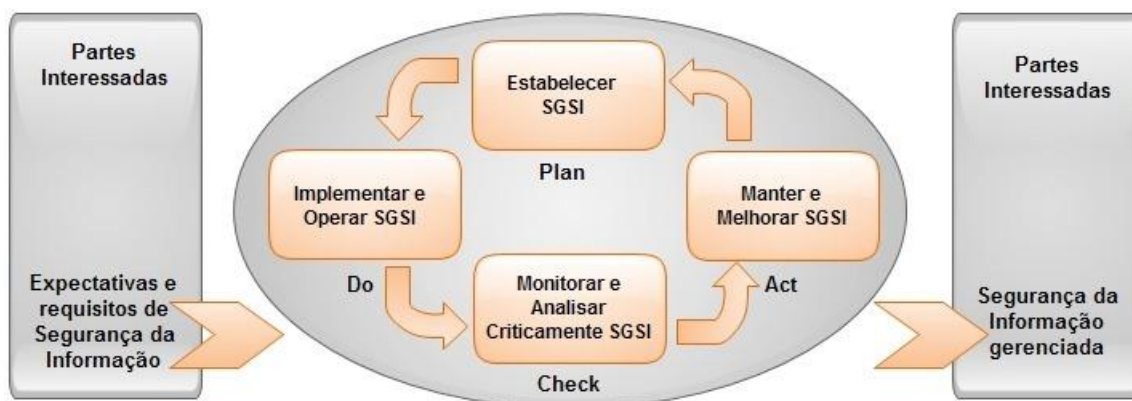 Partes
Interessadas
Expectativas e
requisitos de
Segurança da
Informação
Estabelecer
SGSI
Plan
Implementar e
Operar SGSI
Do
Monitorar e
Analisar
Criticamente SGSI
Check
Manter e
Melhorar SGSI
Act
Partes
Interessadas
Segurança da
Informação
gerenciada